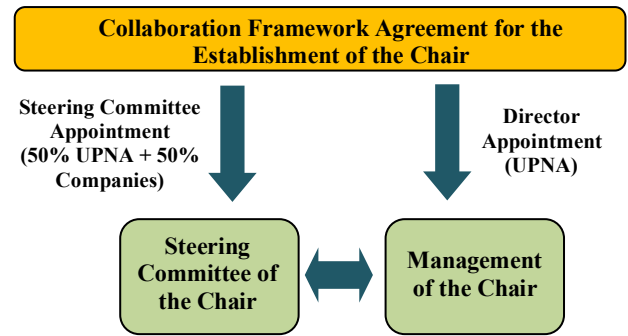 Collaboration Framework Agreement for the
Establishment of the Chair
Steering Committee
Appointment
(50% UPNA + 50%
Companies)
Director
Appointment
(UPNA)
Steering
Committee of
the Chair
Management
of the Chair